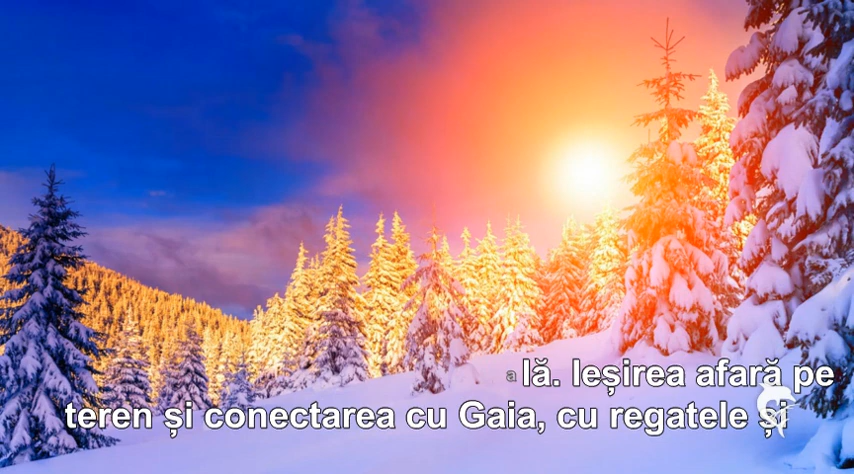 a lă. Ieșirea afară pe
teren și conectarea cu Gaia, cu regatele și